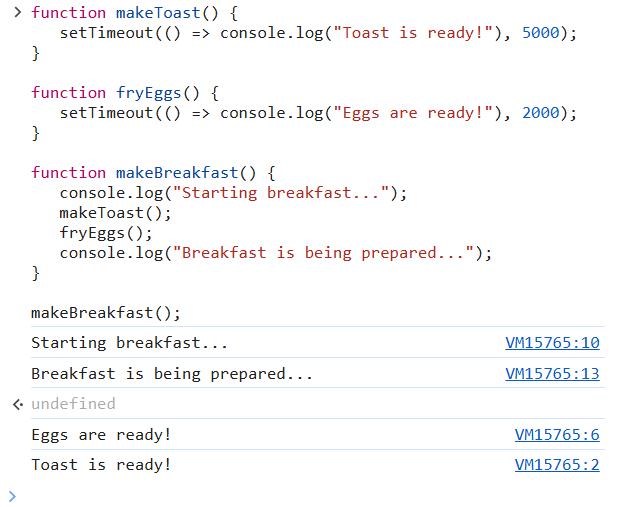 function makeToast() {
   setTimeout(() => console.log("Toast is ready!"), 5000);
}

function fryEggs() {
   setTimeout(() => console.log("Eggs are ready!"), 2000);
}

function makeBreakfast() {
   console.log("Starting breakfast...");
   makeToast();
   fryEggs();
   console.log("Breakfast is being prepared...");
}

makeBreakfast();
Starting breakfast... VM15765:10
Breakfast is being prepared... VM15765:13
undefined
Eggs are ready! VM15765:6
Toast is ready! VM15765:2